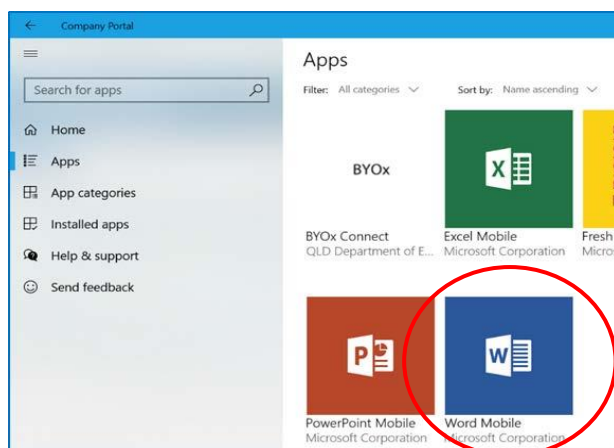 Company Portal
Search for apps
Home
Apps
App categories
Installed apps
Help & support
Send feedback
Apps
Filter: All categories Sort by: Name ascending
BYOx
BYOx Connect
QLD Department of E...
Excel Mobile
Microsoft Corporation
Fresh
Micros
PowerPoint Mobile
Microsoft Corporation
Word Mobile
Microsoft Corporation